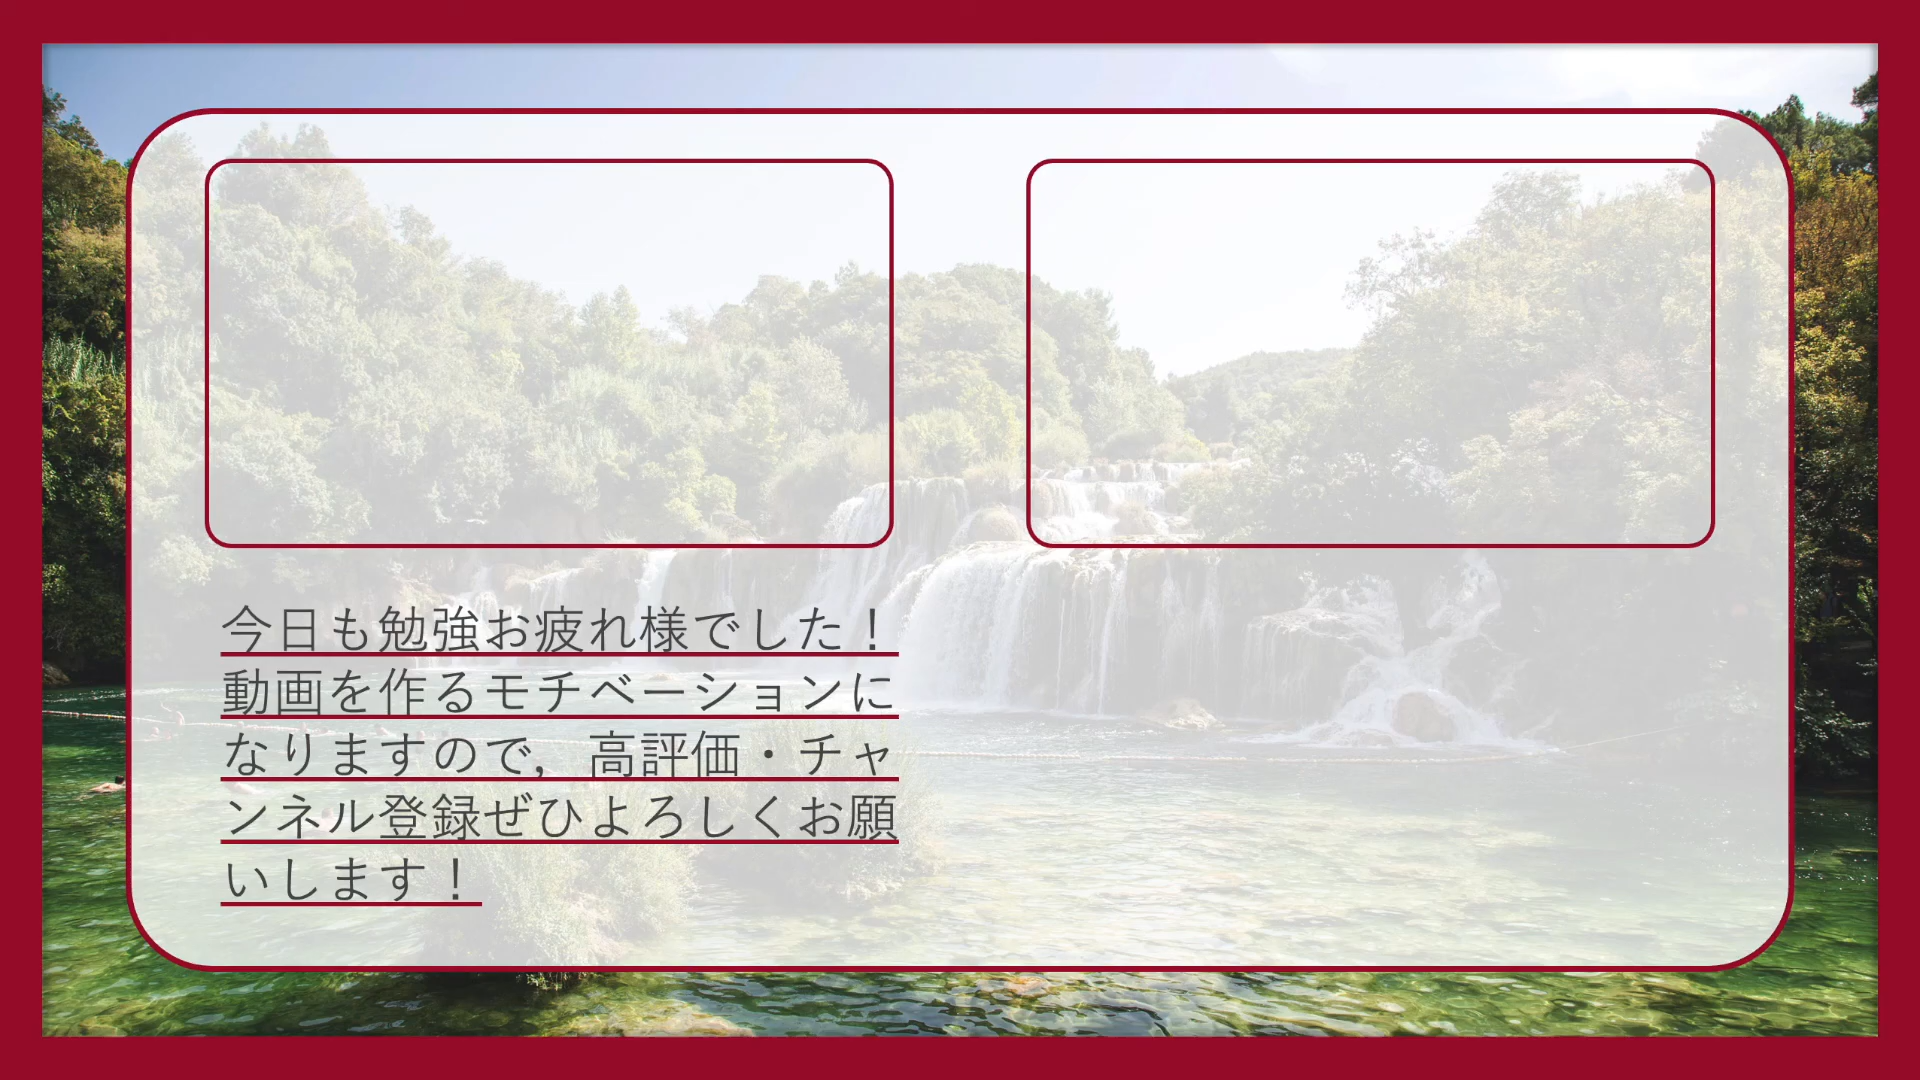 今日も勉強お疲れ様でした！
動画を作るモチベーションに
なりますので，高評価・チャ
ンネル登録ぜひよろしくお願
いします！